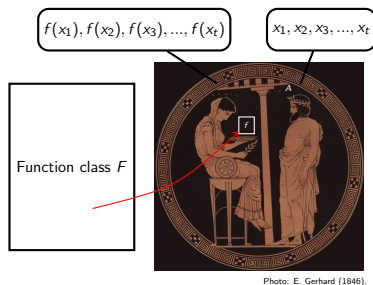 f(x₁), f(x₂), f(x₃), ..., f(xₜ)
x₁, x₂, x₃, ..., xₜ
A
f
Function class F
Photo: E. Gerhard (1846).